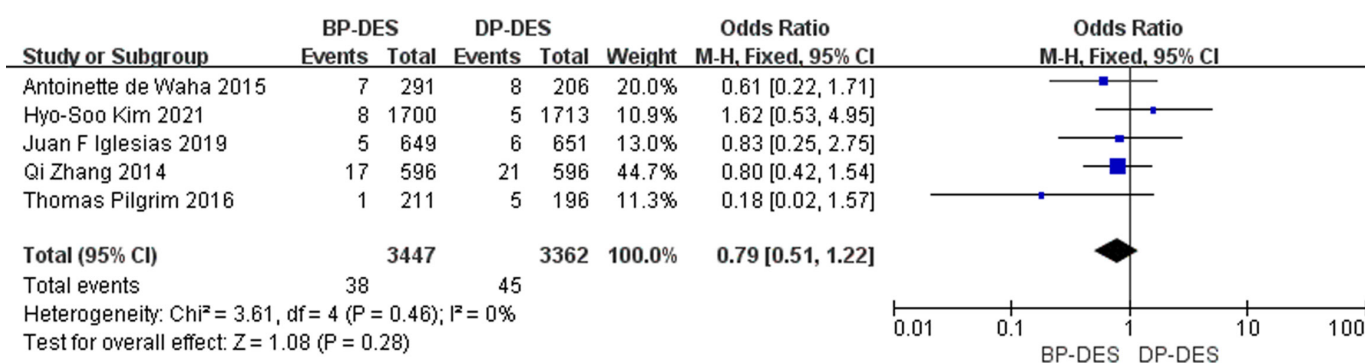 BP-DES DP-DES Odds Ratio Odds Ratio
Study or Subgroup Events Total Events Total Weight M-H, Fixed, 95% CI M-H, Fixed, 95% CI
Antoinette de Waha 2015 7 291 8 206 20.0% 0.61 [0.22, 1.71]
Hyo-Soo Kim 2021 8 1700 5 1713 10.9% 1.62 [0.53, 4.95]
Juan F Iglesias 2019 5 649 6 651 13.0% 0.83 [0.25, 2.75]
Qi Zhang 2014 17 596 21 596 44.7% 0.80 [0.42, 1.54]
Thomas Pilgrim 2016 1 211 5 196 11.3% 0.18 [0.02, 1.57]
Total (95% CI) 3447 3362 100.0% 0.79 [0.51, 1.22]
Total events 38 45
Heterogeneity: Chi² = 3.61, df = 4 (P = 0.46); I² = 0%
Test for overall effect: Z = 1.08 (P = 0.28)
0.01 0.1 1 10 100
BP-DES DP-DES